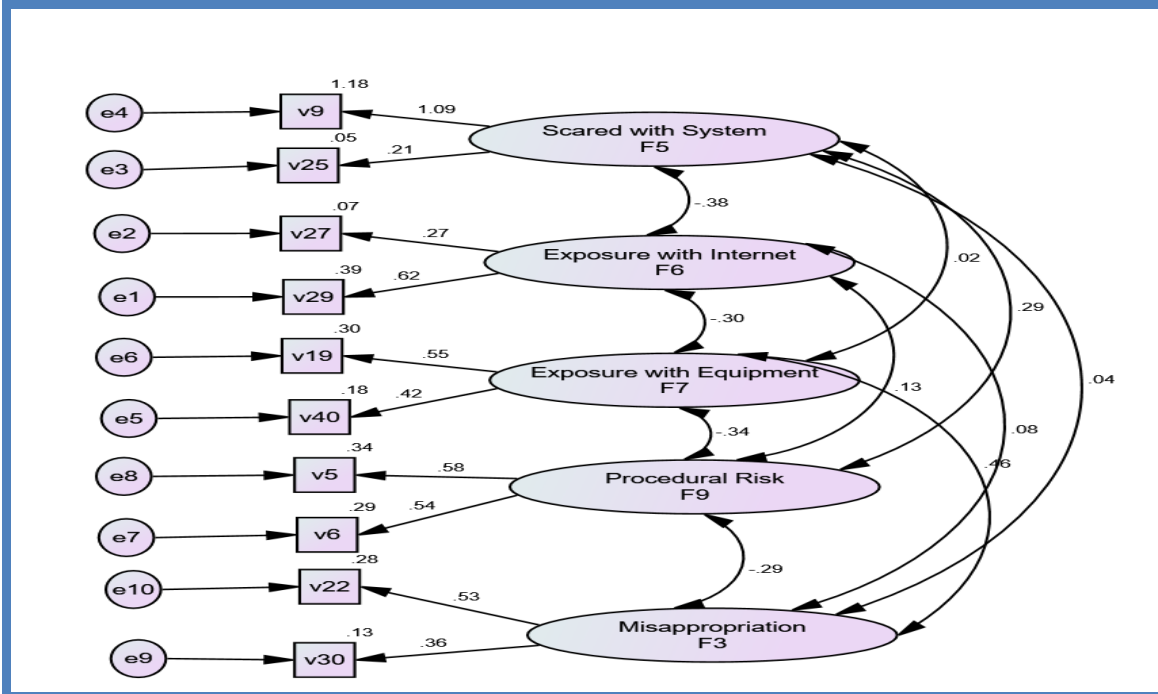 1.18
e4 v9 1.09 Scared with System
F5
.05
e3 v25 .21
-.38
.07
e2 v27 .27 Exposure with Internet
F6
.02
.39
e1 v29 .62
-.30
.29
.30
e6 v19 .55 Exposure with Equipment
F7
.04
.13
.18
e5 v40 .42
-.34
.08
.34
e8 v5 .58 Procedural Risk
F9
.46
.29
e7 v6 .54
-.29
.28
e10 v22 .53
Misappropriation
F3
.13
e9 v30 .36